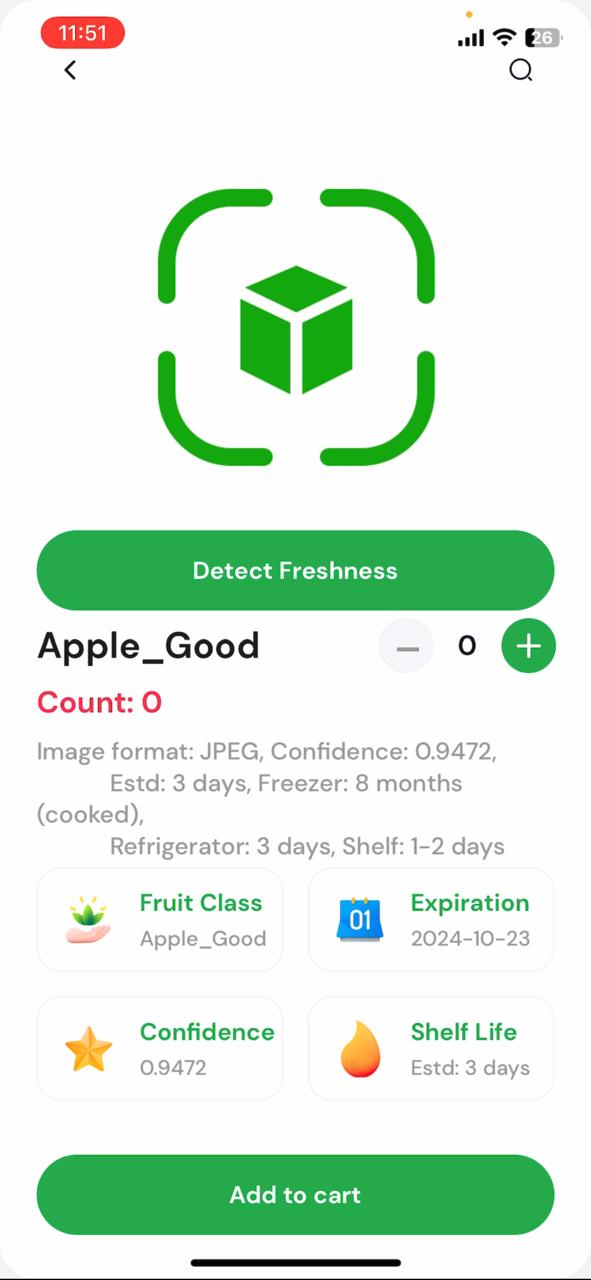 11:51
26
Detect Freshness
Apple_Good
0
Count: 0
Image format: JPEG, Confidence: 0.9472,
Estd: 3 days, Freezer: 8 months
(cooked),
Refrigerator: 3 days, Shelf: 1-2 days
Fruit Class
Apple_Good
01
Expiration
2024-10-23
Confidence
0.9472
Shelf Life
Estd: 3 days
Add to cart